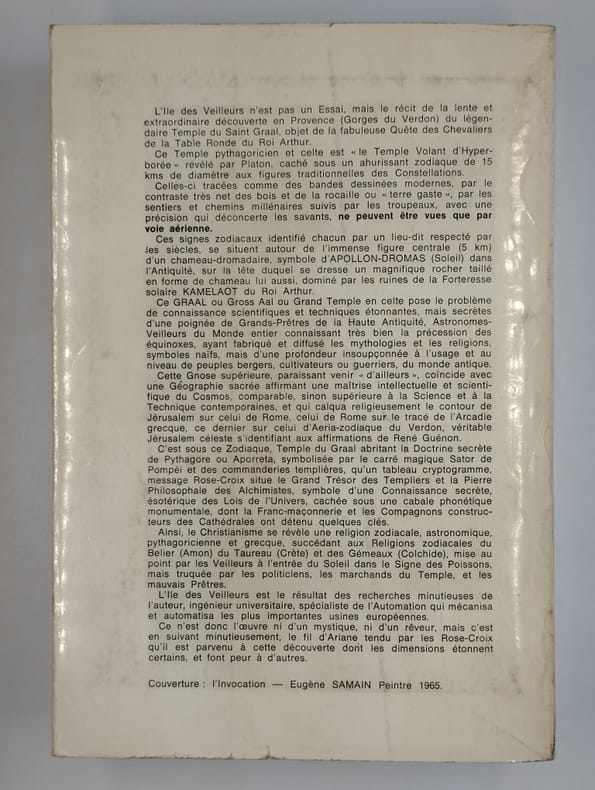 L'Ile des Veilleurs n'est pas un Essai, mais le récit de la lente et
extraordinaire découverte en Provence (Gorges du Verdon) du légen-
daire Temple du Saint Graal, objet de la fabuleuse Quête des Chevaliers
de la Table Ronde du Roi Arthur.
Ce Temple pythagoricien et celte est « le Temple Volant d'Hyper-
borée » révélé par Platon, caché sous un ahurissant zodiaque de 15
kms de diamètre aux figures traditionnelles des Constellations.
Celles-ci tracées comme des bandes dessinées modernes, par le
contraste très net des bois et de la rocaille ou « terre gaste », par les
sentiers et chemins millénaires suivis par les troupeaux, avec une
précision qui déconcerte les savants, ne peuvent être vues que par
voie aérienne.
Ces signes zodiacaux identifié chacun par un lieu-dit respecté par
les siècles, se situent autour de l'immense figure centrale (5 km)
d'un chameau-dromadaire, symbole d'APOLLON-DROMAS (Soleil) dans
l'Antiquité, sur la tête duquel se dresse un magnifique rocher taillé
en forme de chameau lui aussi, dominé par les ruines de la Forteresse
solaire KAMELAOT du Roi Arthur.
Ce GRAAL ou Gross Aal ou Grand Temple en celte pose le problème
de connaissance scientifiques et techniques étonnantes, mais secrètes
d'une poignée de Grands-Prêtres de la Haute Antiquité, Astronomes-
Veilleurs du Monde entier connaissant très bien la précession des
équinoxes, ayant fabriqué et diffusé les mythologies et les religions,
symboles naïfs, mais d'une profondeur insoupçonnée à l'usage et au
niveau de peuples bergers, cultivateurs ou guerriers, du monde antique.
Cette Gnose supérieure, paraissant venir « d'ailleurs », coïncide avec
une Géographie sacrée affirmant une maîtrise intellectuelle et scienti-
fique du Cosmos, comparable, sinon supérieure à la Science et à la
Technique contemporaines, et qui calqua religieusement le contour de
Jérusalem sur celui de Rome, celui de Rome sur le tracé de l'Arcadie
grecque, ce dernier sur celui d'Aeria-zodiaque du Verdon, véritable
Jérusalem céleste s'identifiant aux affirmations de René Guénon.
C'est sous ce Zodiaque, Temple du Graal abritant la Doctrine secrète
de Pythagore ou Aporreta, symbolisée par le carré magique Sator de
Pompéi et des commanderies templières, qu'un tableau cryptogramme,
message Rose-Croix situe le Grand Trésor des Templiers et la Pierre
Philosophale des Alchimistes, symbole d'une Connaissance secrète,
ésotérique des Lois de l'Univers, cachée sous une cabale phonétique
monumentale, dont la Franc-maçonnerie et les Compagnons construc-
teurs des Cathédrales ont détenu quelques clés.
Ainsi, le Christianisme se révèle une religion zodiacale, astronomique,
pythagoricienne et grecque, succédant aux Religions zodiacales du
Belier (Amon) du Taureau (Crète) et des Gémeaux (Colchide), mise au
point par les Veilleurs à l'entrée du Soleil dans le Signe des Poissons,
mais truquée par les politiciens, les marchands du Temple, et les
mauvais Prêtres.
L'Ile des Veilleurs est le résultat des recherches minutieuses de
l'auteur, ingénieur universitaire, spécialiste de l'Automation qui mécanisa
et automatisa les plus importantes usines européennes.
Ce n'est donc l'œuvre ni d'un mystique, ni d'un rêveur, mais c'est
en suivant minutieusement, le fil d'Ariane tendu par les Rose-Croix
qu'il est parvenu à cette découverte dont les dimensions étonnent
certains, et font peur à d'autres.
Couverture : l'Invocation — Eugène SAMAIN Peintre 1965.